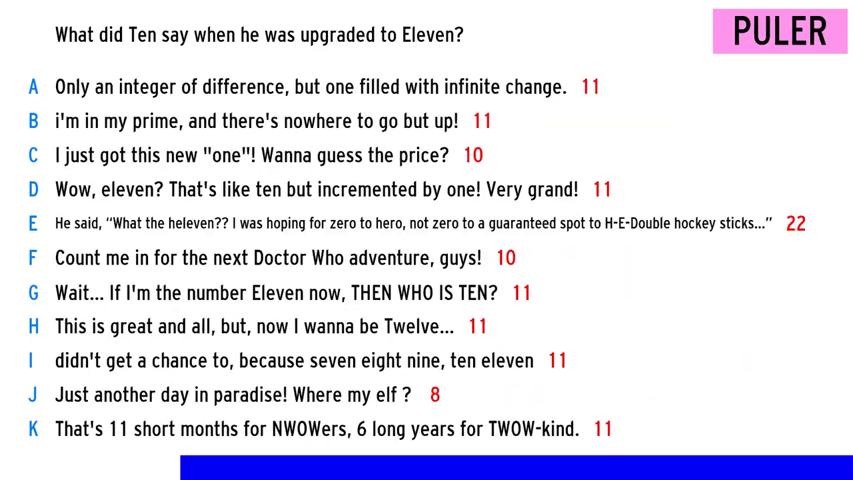 What did Ten say when he was upgraded to Eleven?
PULER
A Only an integer of difference, but one filled with infinite change. 11
B i'm in my prime, and there's nowhere to go but up! 11
C I just got this new "one"! Wanna guess the price? 10
D Wow, eleven? That's like ten but incremented by one! Very grand! 11
E He said, “What the heleven?? I was hoping for zero to hero, not zero to a guaranteed spot to H-E-Double hockey sticks...” 22
F Count me in for the next Doctor Who adventure, guys! 10
G Wait... If I'm the number Eleven now, THEN WHO IS TEN? 11
H This is great and all, but, now I wanna be Twelve... 11
I didn't get a chance to, because seven eight nine, ten eleven 11
J Just another day in paradise! Where my elf ? 8
K That's 11 short months for NWOWers, 6 long years for TWOW-kind. 11